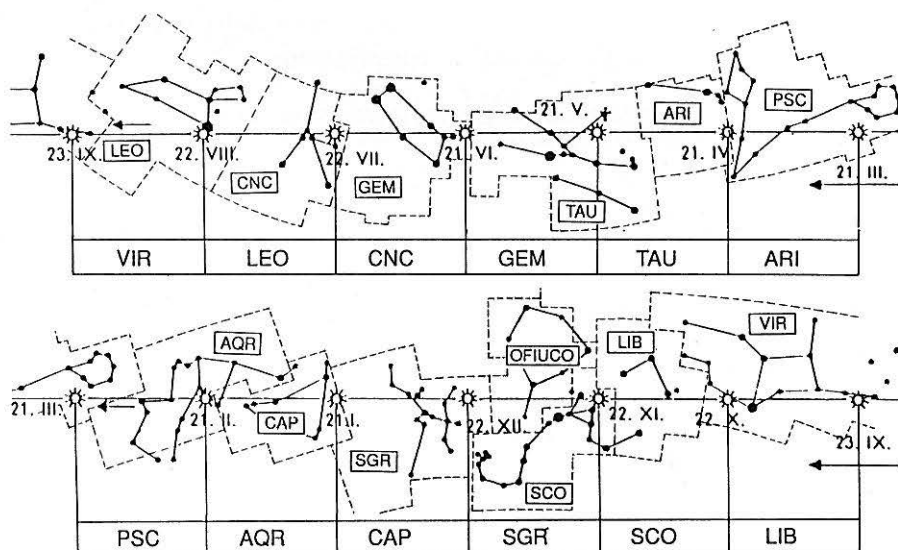 21. V.
ARI
PSC
23. IX.
LEO
22. VIII.
CNC
22. VII.
GEM
21. VI.
TAU
21. IV
21. III.
VIR LEO CNC GEM TAU ARI
AQR
OFIUCO
LIB
VIR
21. III
21. II.
CAP
21. I.
SGR
22. XII.
SCO
22. XI.
22. X.
23. IX.
PSC AQR CAP SGR SCO LIB